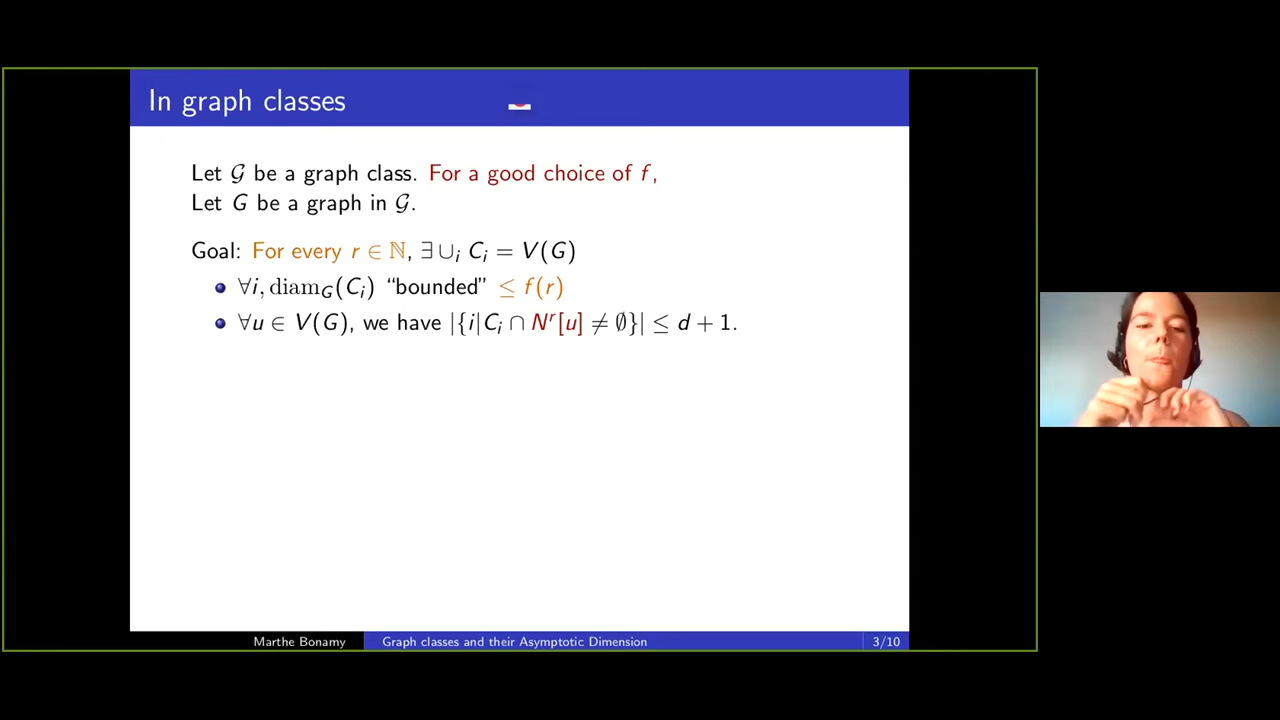 In graph classes
Let 𝒢 be a graph class. For a good choice of f,
Let G be a graph in 𝒢.
Goal: For every r ∈ ℕ, ∃ ∪ᵢ Cᵢ = V(G)
∀i, diam_G(Cᵢ) “bounded” ≤ f(r)
∀u ∈ V(G), we have |{i|Cᵢ ∩ Nʳ[u] ≠ ∅}| ≤ d + 1.
Marthe Bonamy Graph classes and their Asymptotic Dimension 3/10